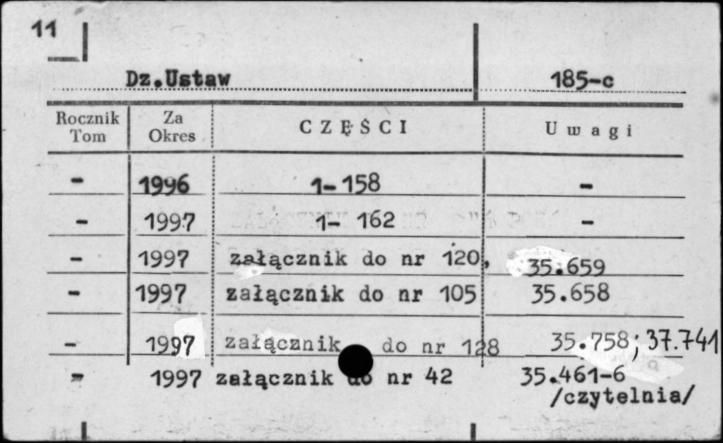 11
Dz.Ustaw 185-c
Rocznik Tom Za Okres CZĘŚCI Uwagi
- 1996 1-158 -
- 1997 1- 162 -
- 1997 załącznik do nr 120, 35.659
- 1997 załącznik do nr 105 35.658
- 1997 załącznik do nr 128 35.758; 37.741
- 1997 załącznik do nr 42 35.461-6
/czytelnia/